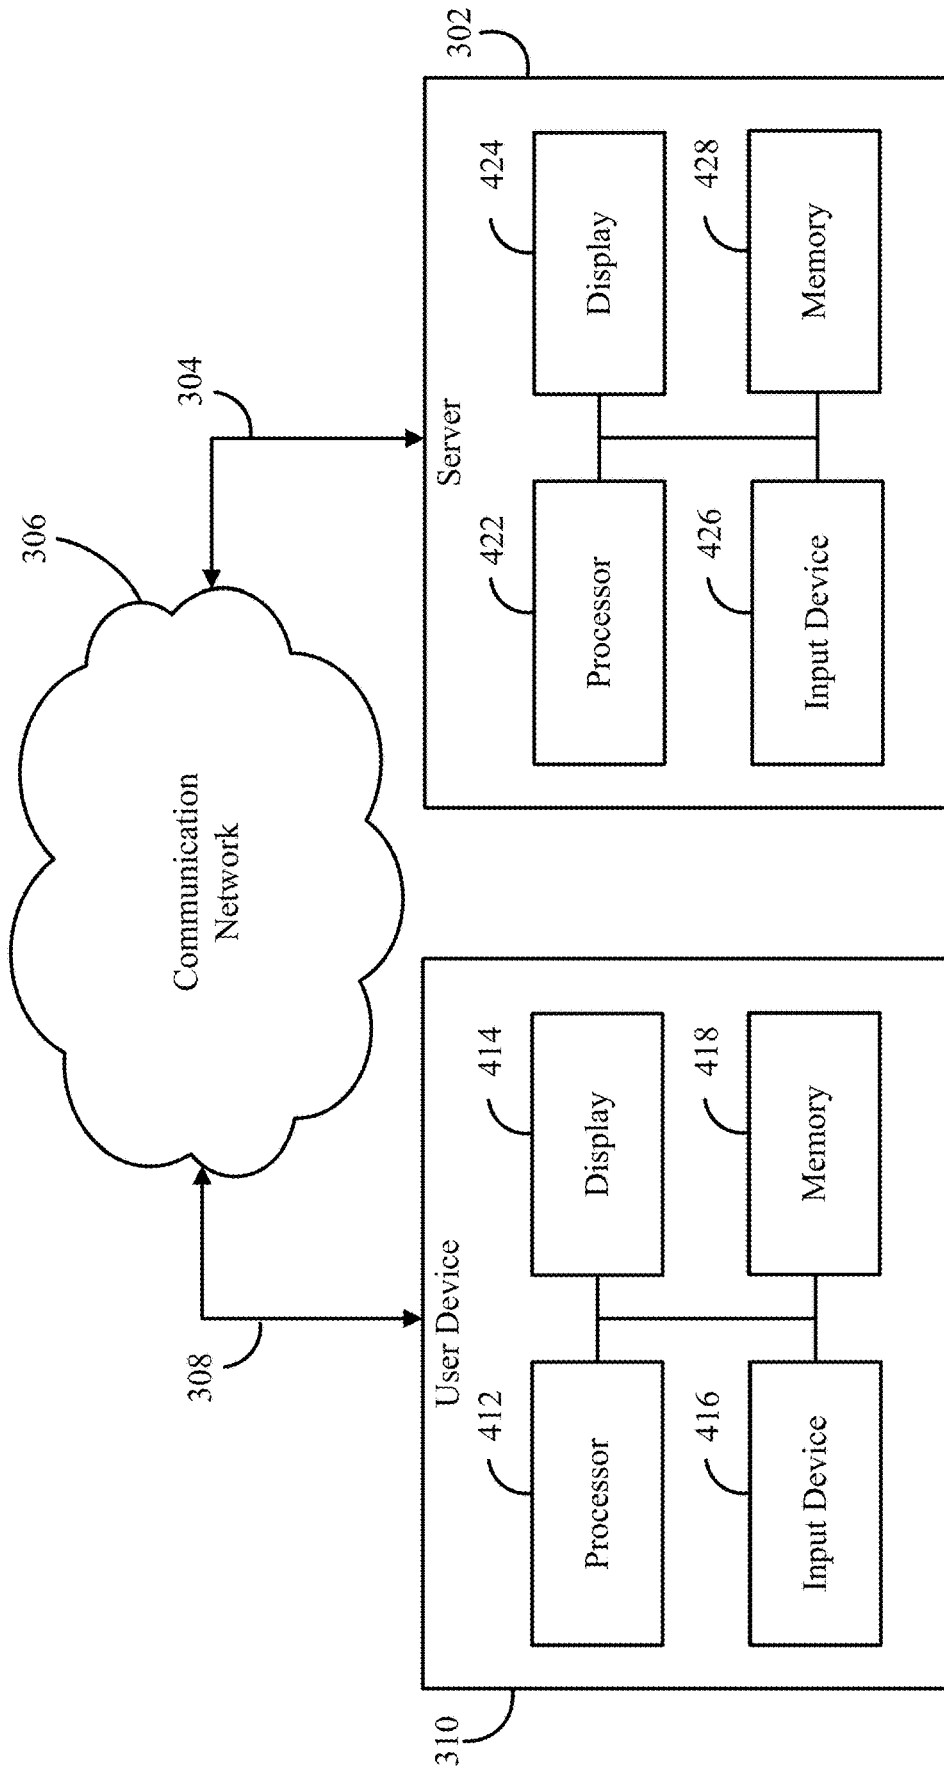 306
Communication
Network
308
304
310
User Device
412
Processor
414
Display
416
Input Device
418
Memory
302
Server
422
Processor
424
Display
426
Input Device
428
Memory